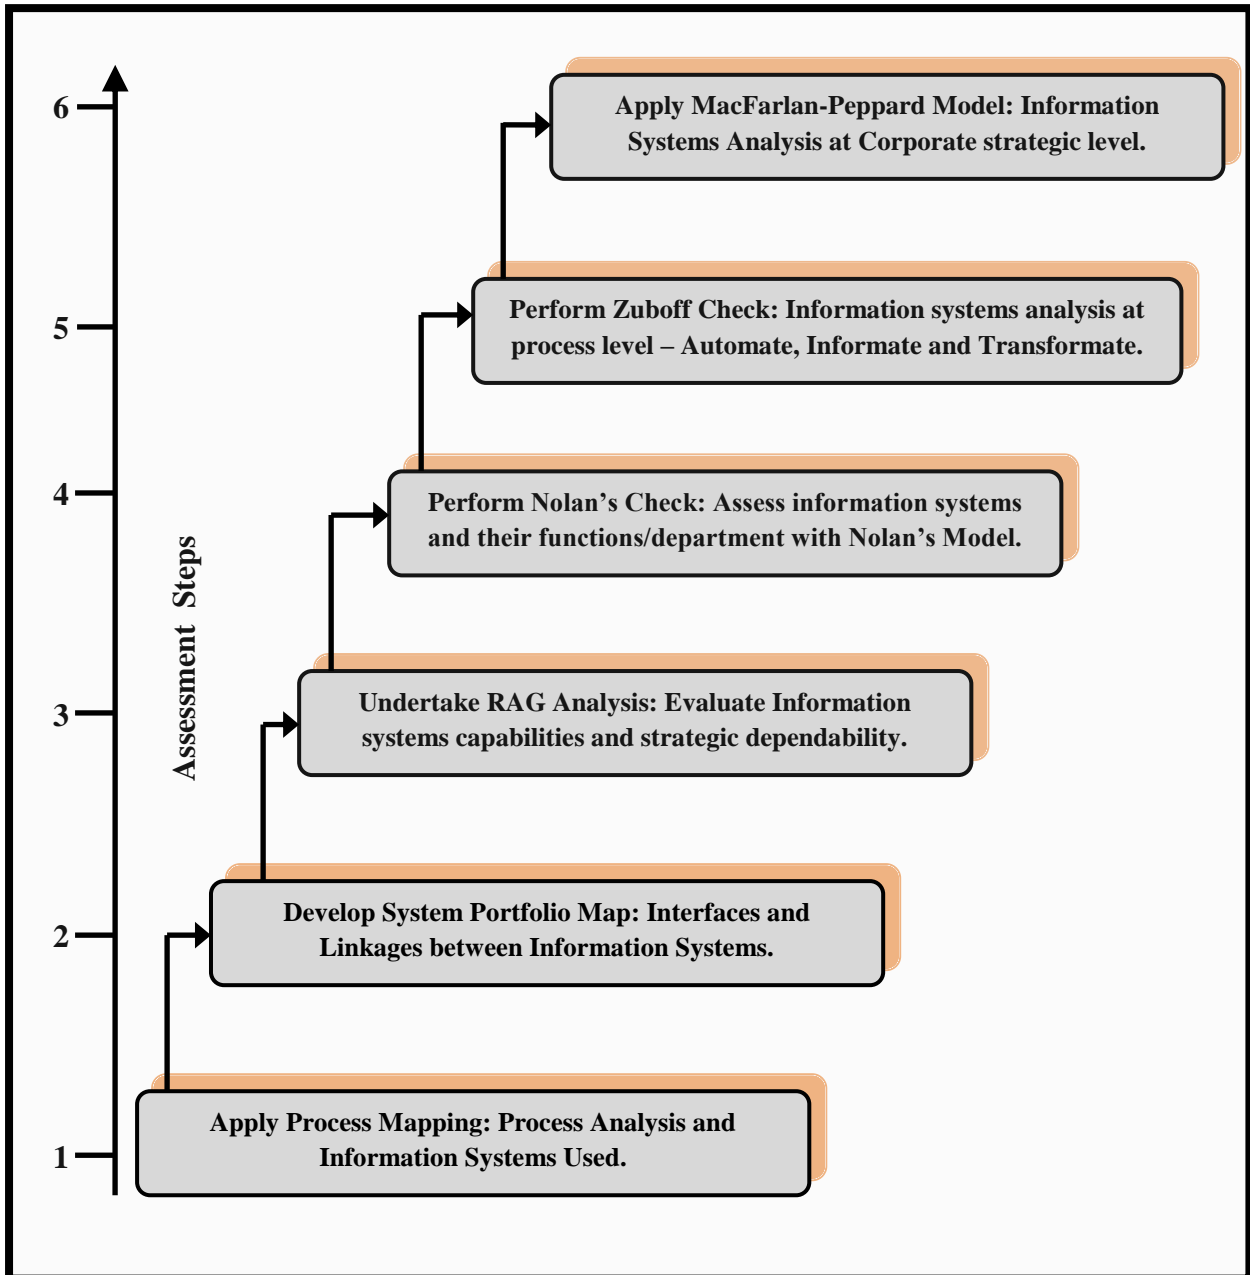 6
Apply MacFarlan-Peppard Model: Information
Systems Analysis at Corporate strategic level.
5
Perform Zuboff Check: Information systems analysis at
process level – Automate, Informate and Transformate.
4
Perform Nolan’s Check: Assess information systems
and their functions/department with Nolan’s Model.
Assessment Steps
3
Undertake RAG Analysis: Evaluate Information
systems capabilities and strategic dependability.
2
Develop System Portfolio Map: Interfaces and
Linkages between Information Systems.
1
Apply Process Mapping: Process Analysis and
Information Systems Used.